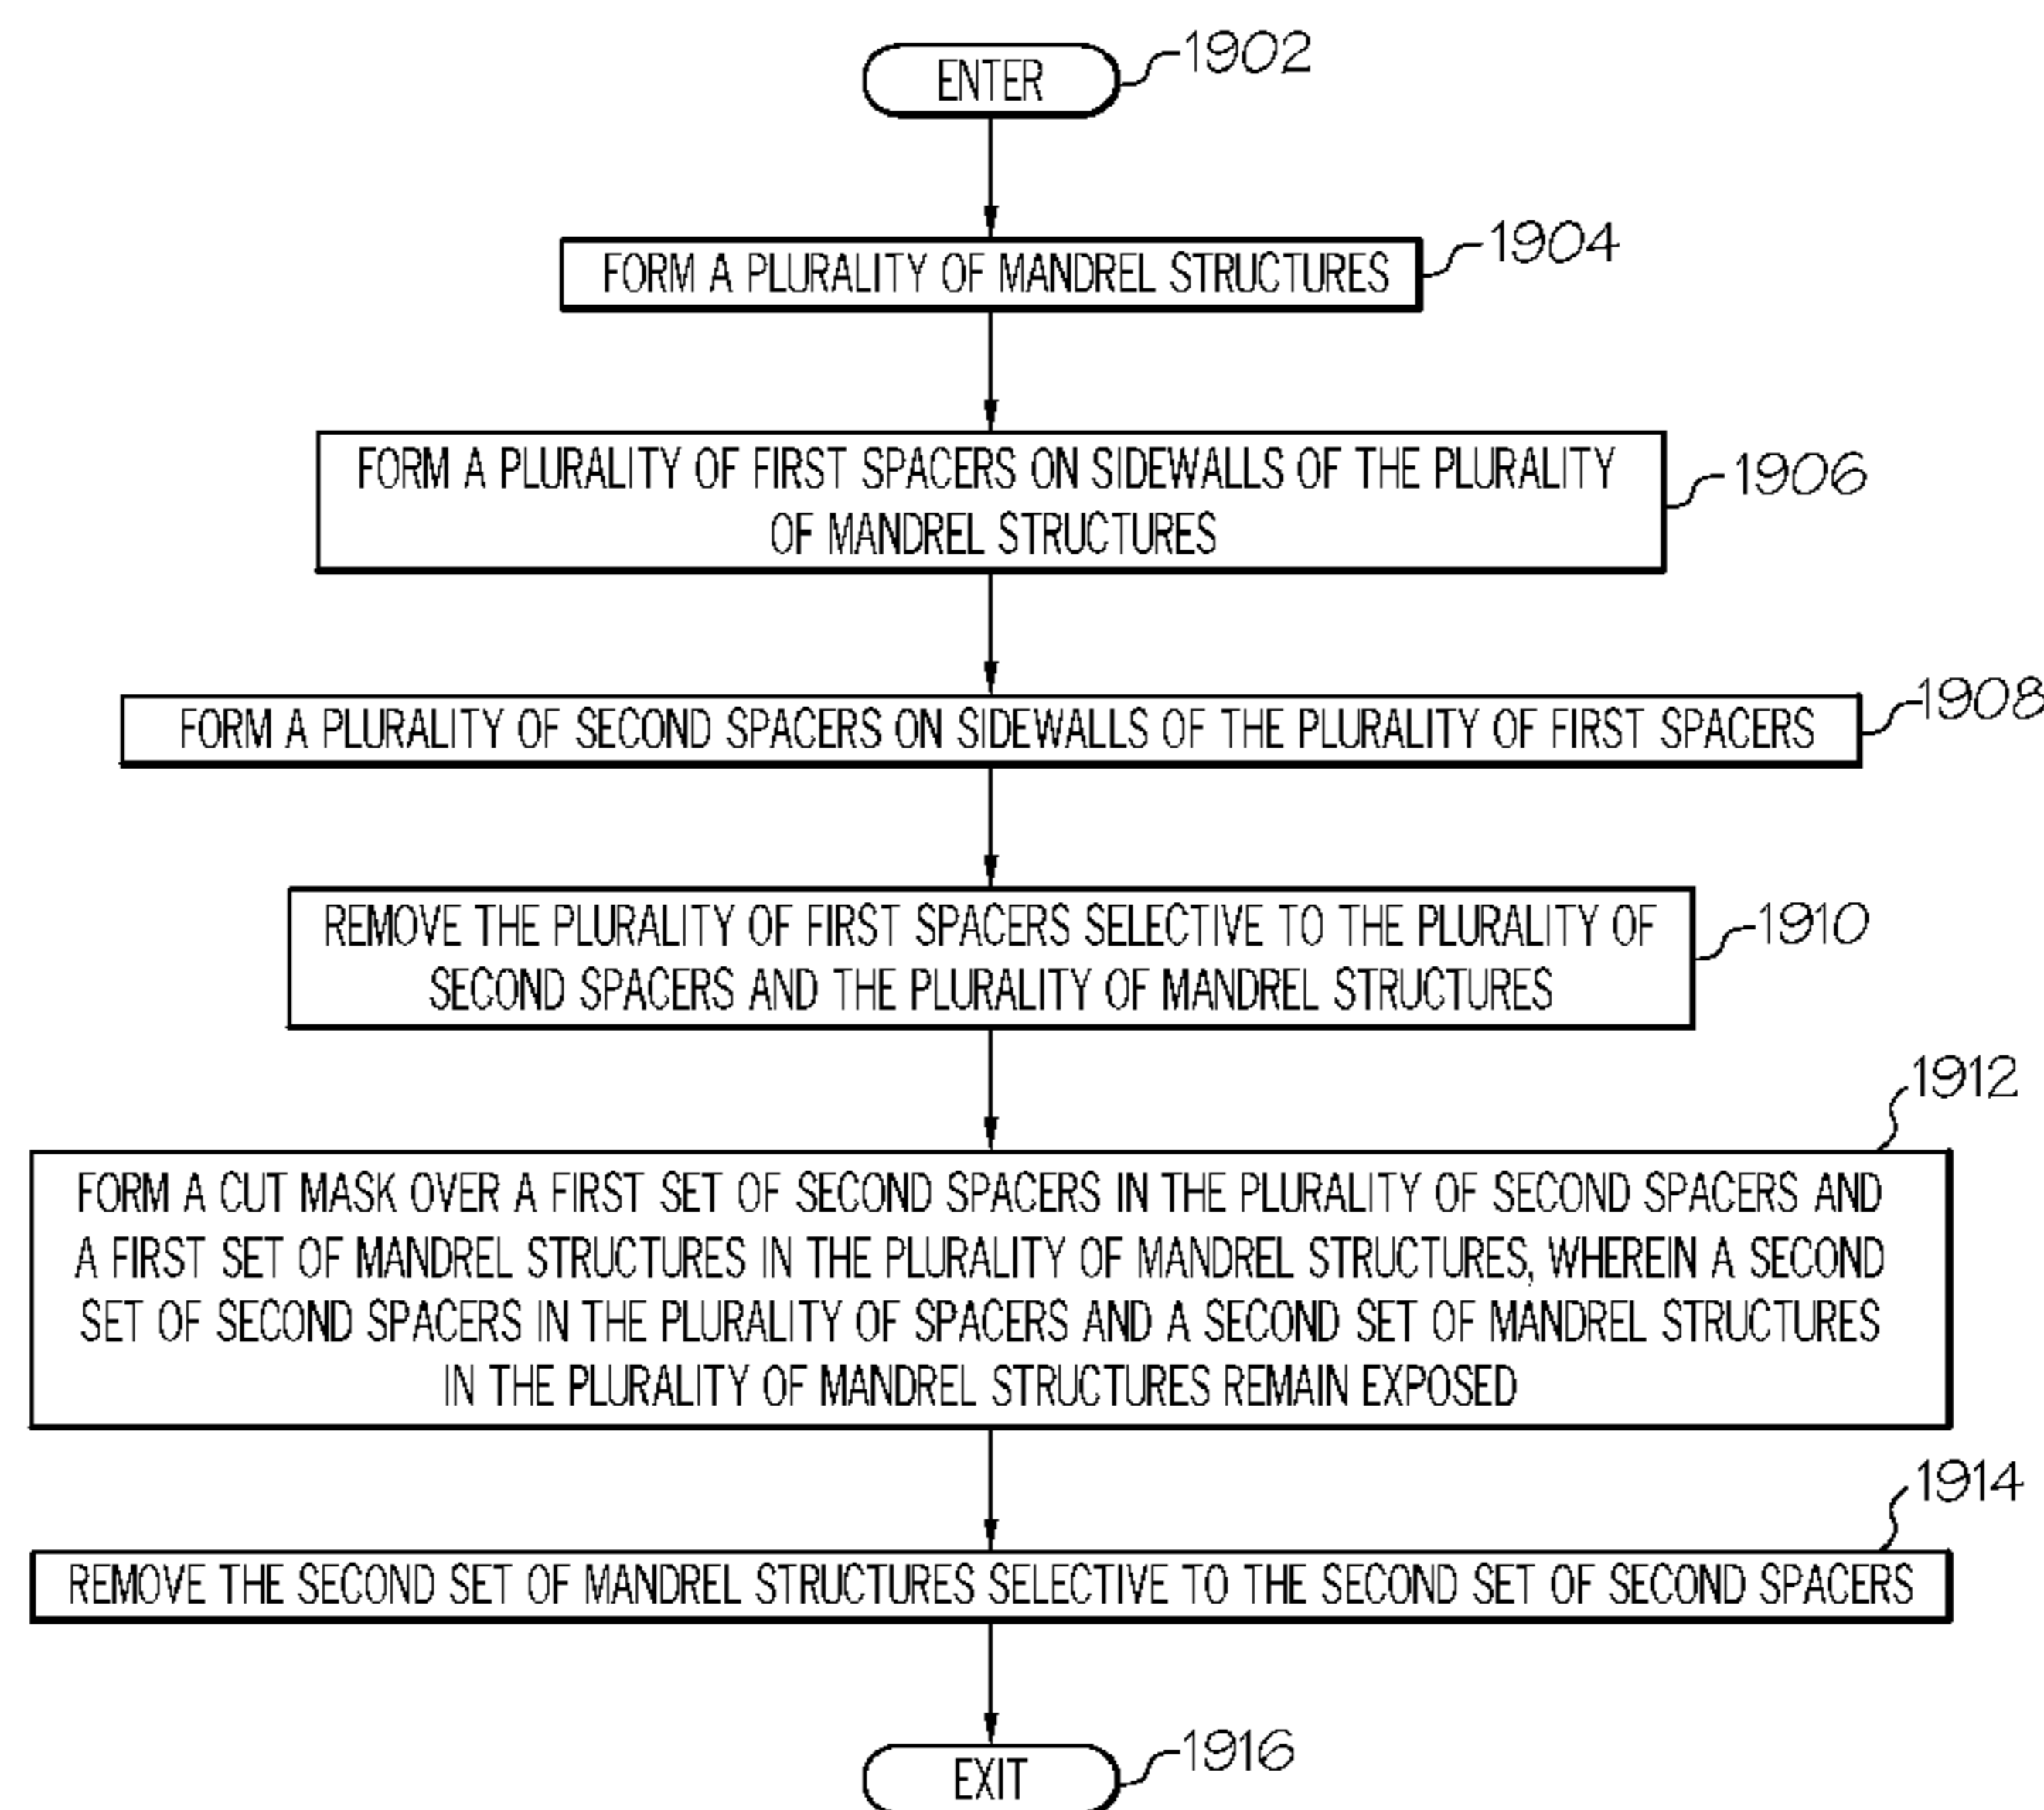 ENTER
1902
FORM A PLURALITY OF MANDREL STRUCTURES
1904
FORM A PLURALITY OF FIRST SPACERS ON SIDEWALLS OF THE PLURALITY
OF MANDREL STRUCTURES
1906
FORM A PLURALITY OF SECOND SPACERS ON SIDEWALLS OF THE PLURALITY OF FIRST SPACERS
1908
REMOVE THE PLURALITY OF FIRST SPACERS SELECTIVE TO THE PLURALITY OF
SECOND SPACERS AND THE PLURALITY OF MANDREL STRUCTURES
1910
1912
FORM A CUT MASK OVER A FIRST SET OF SECOND SPACERS IN THE PLURALITY OF SECOND SPACERS AND
A FIRST SET OF MANDREL STRUCTURES IN THE PLURALITY OF MANDREL STRUCTURES, WHEREIN A SECOND
SET OF SECOND SPACERS IN THE PLURALITY OF SPACERS AND A SECOND SET OF MANDREL STRUCTURES
IN THE PLURALITY OF MANDREL STRUCTURES REMAIN EXPOSED
1914
REMOVE THE SECOND SET OF MANDREL STRUCTURES SELECTIVE TO THE SECOND SET OF SECOND SPACERS
EXIT
1916